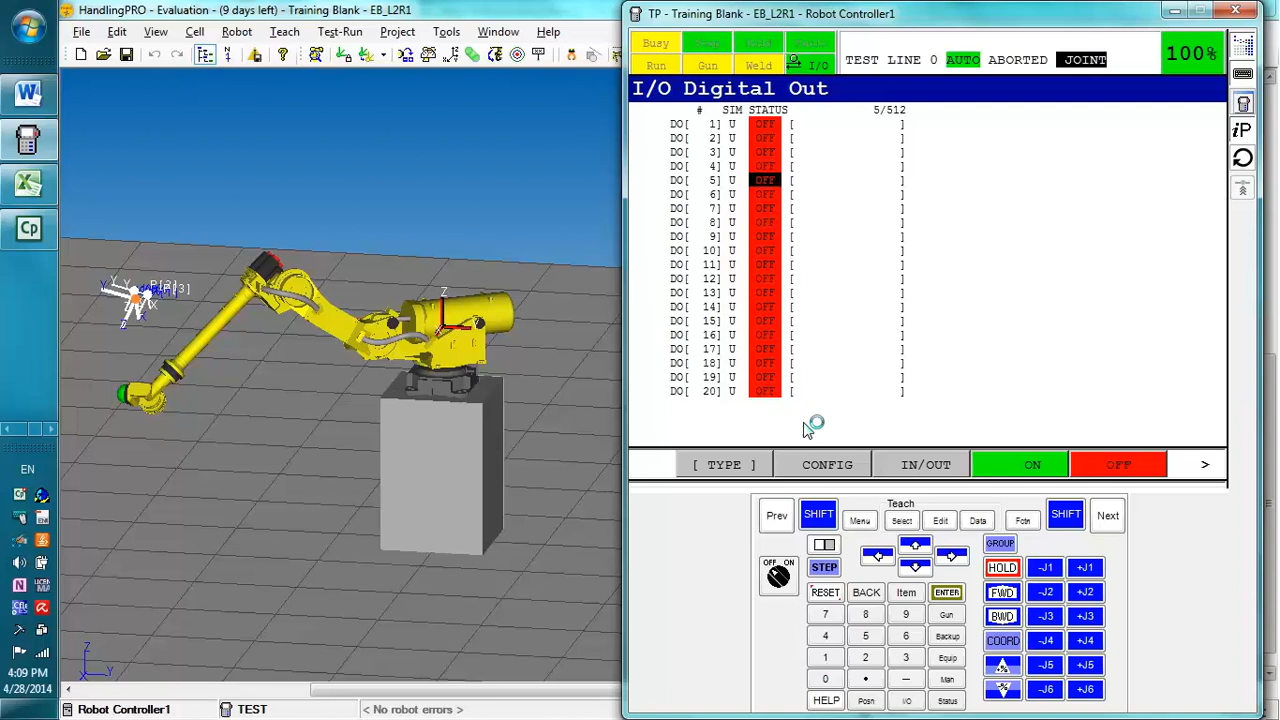 HandlingPRO - Evaluation - (9 days left) - Training Blank - EB_L2R1
File Edit View Cell Robot Teach Test-Run Project Tools Window Help
TP - Training Blank - EB_L2R1 - Robot Controller1
Busy
Run Gun Weld I/O
TEST LINE 0 AUTO ABORTED JOINT
100%
iP
I/O Digital Out
# SIM STATUS 5/512
DO[ 1] U OFF [ ]
DO[ 2] U OFF [ ]
DO[ 3] U OFF [ ]
DO[ 4] U OFF [ ]
DO[ 5] U OFF [ ]
DO[ 6] U OFF [ ]
DO[ 7] U OFF [ ]
DO[ 8] U OFF [ ]
DO[ 9] U OFF [ ]
DO[ 10] U OFF [ ]
DO[ 11] U OFF [ ]
DO[ 12] U OFF [ ]
DO[ 13] U OFF [ ]
DO[ 14] U OFF [ ]
DO[ 15] U OFF [ ]
DO[ 16] U OFF [ ]
DO[ 17] U OFF [ ]
DO[ 18] U OFF [ ]
DO[ 19] U OFF [ ]
DO[ 20] U OFF [ ]
[ TYPE ] CONFIG IN/OUT ON OFF >
Teach
Prev SHIFT Menu Select Edit Data Fctn SHIFT Next
GROUP
OFF ON
STEP HOLD -J1 +J1
RESET BACK Item ENTER FWD -J2 +J2
7 8 9 Gun BWD -J3 +J3
4 5 6 Backup COORD -J4 +J4
1 2 3 Equip +% -J5 +J5
0 • — Man -% -J6 +J6
HELP Posn I/O Status
W
Cp
EN
4:09 PM
4/28/2014
Z
Z
Z
Y
Robot Controller1 TEST < No robot errors >